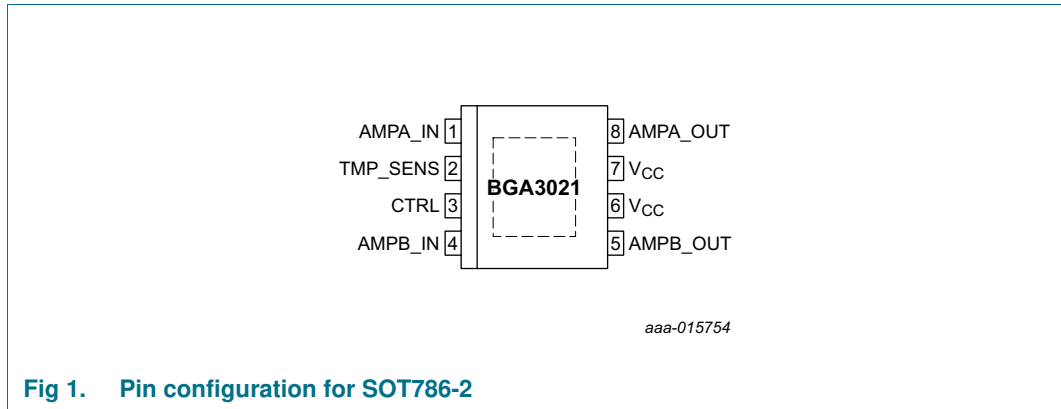 AMPA_IN 1 8 AMPA_OUT
TMP_SENS 2 7 VCC
BGA3021
CTRL 3 6 VCC
AMPB_IN 4 5 AMPB_OUT
aaa-015754
Fig 1. Pin configuration for SOT786-2